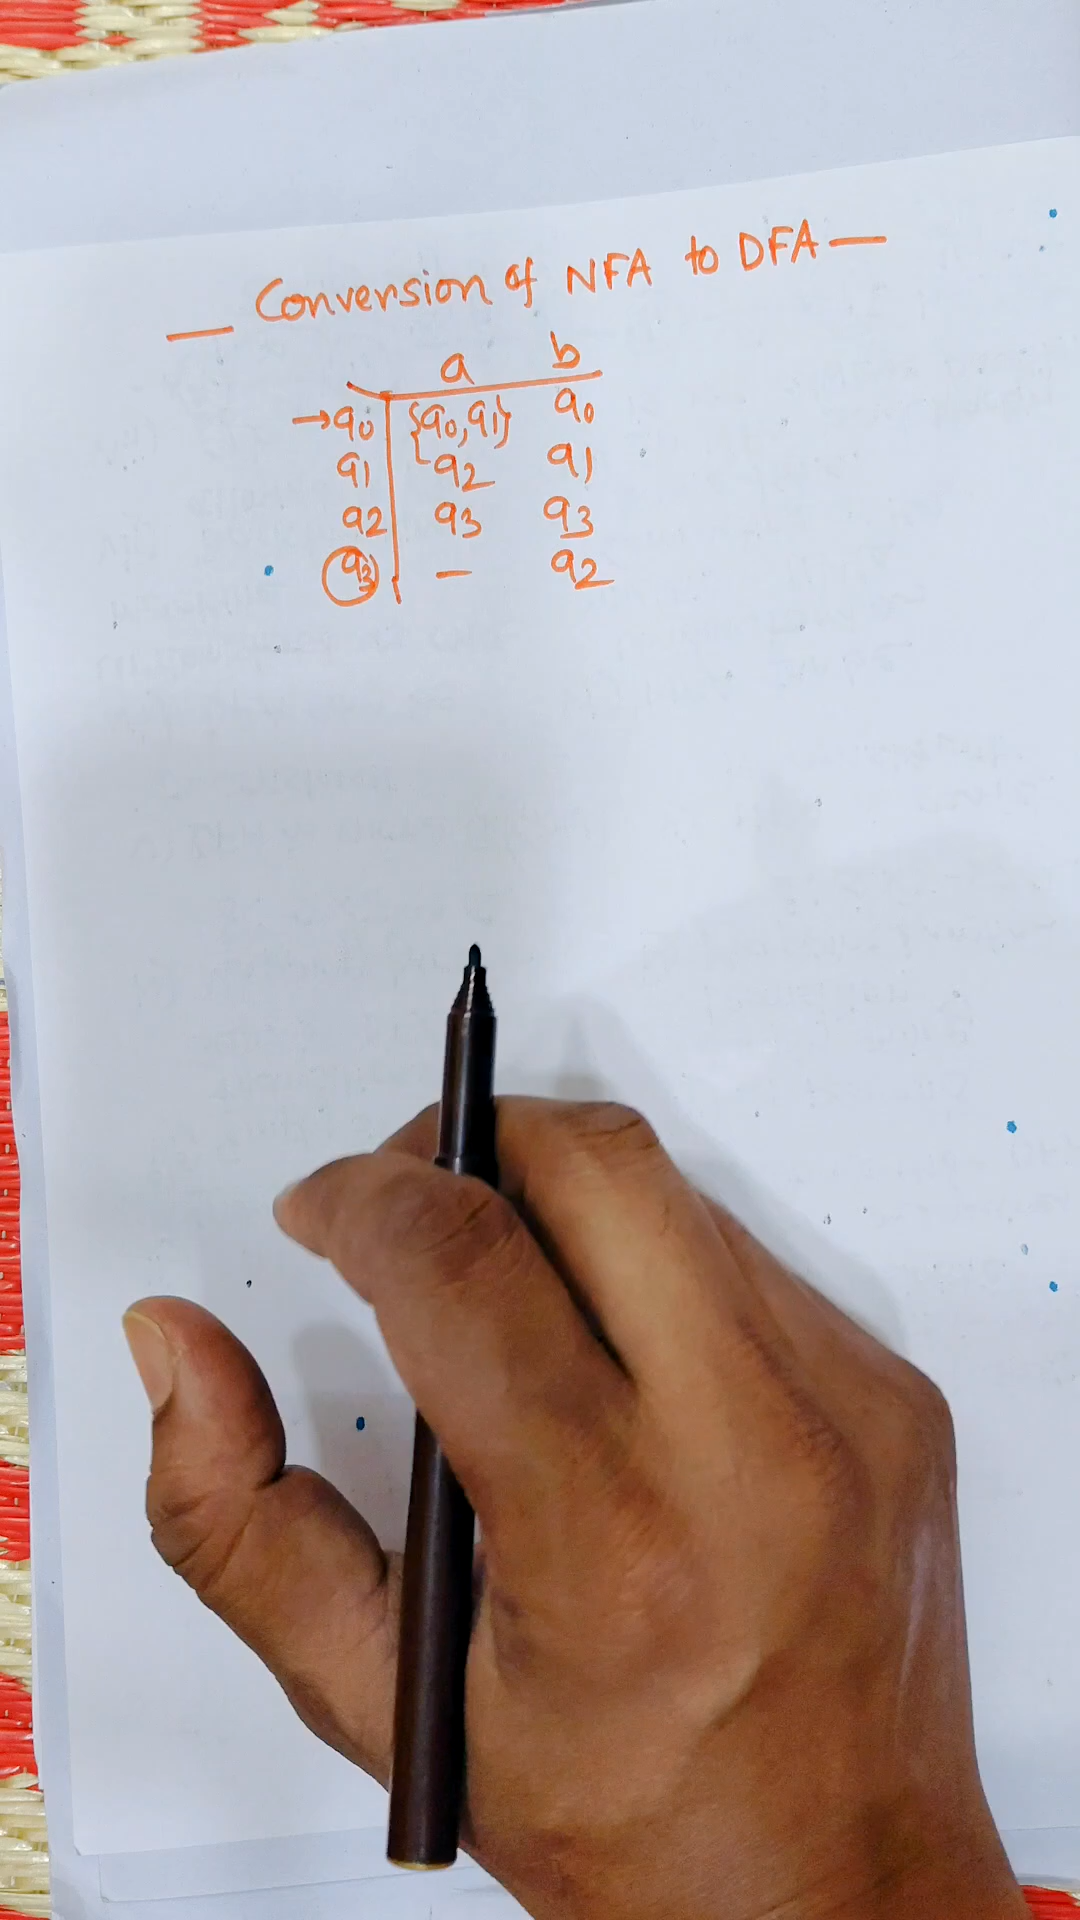 — Conversion of NFA to DFA —
a b
→q0 {q0,q1} q0
q1 q2 q1
q2 q3 q3
q3 — q2